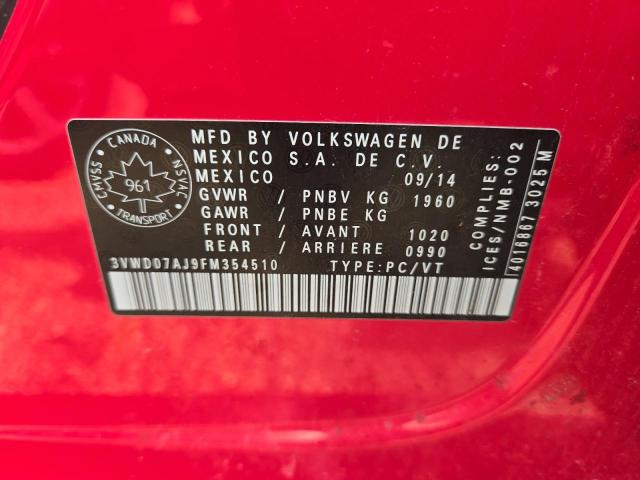 MFD BY VOLKSWAGEN DE
MEXICO S.A. DE C.V.
MEXICO 09/14
GVWR / PNBV KG 1960
GAWR / PNBE KG
FRONT / AVANT 1020
REAR / ARRIERE 0990
3VWD07AJ9FM354510 TYPE:PC/VT
CANADA
CMVSS
NSVAC
961
TRANSPORT
COMPLIES:
ICES/NMB-002
4016867 3025 M